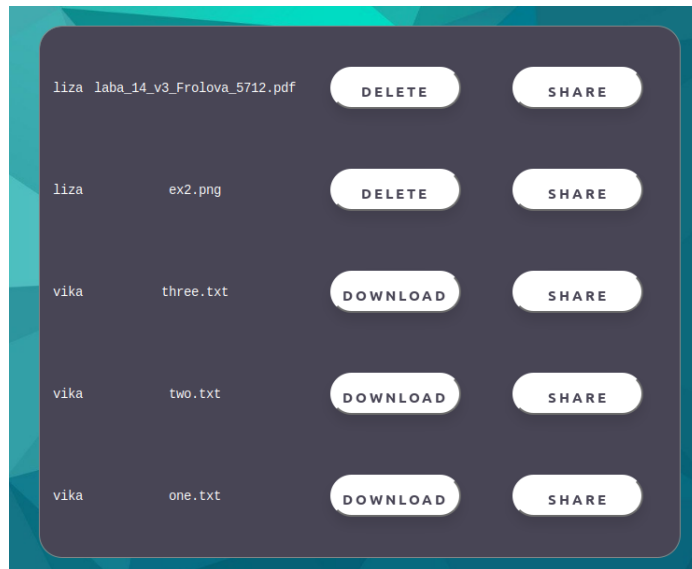 liza laba_14_v3_Frolova_5712.pdf DELETE SHARE
liza ex2.png DELETE SHARE
vika three.txt DOWNLOAD SHARE
vika two.txt DOWNLOAD SHARE
vika one.txt DOWNLOAD SHARE